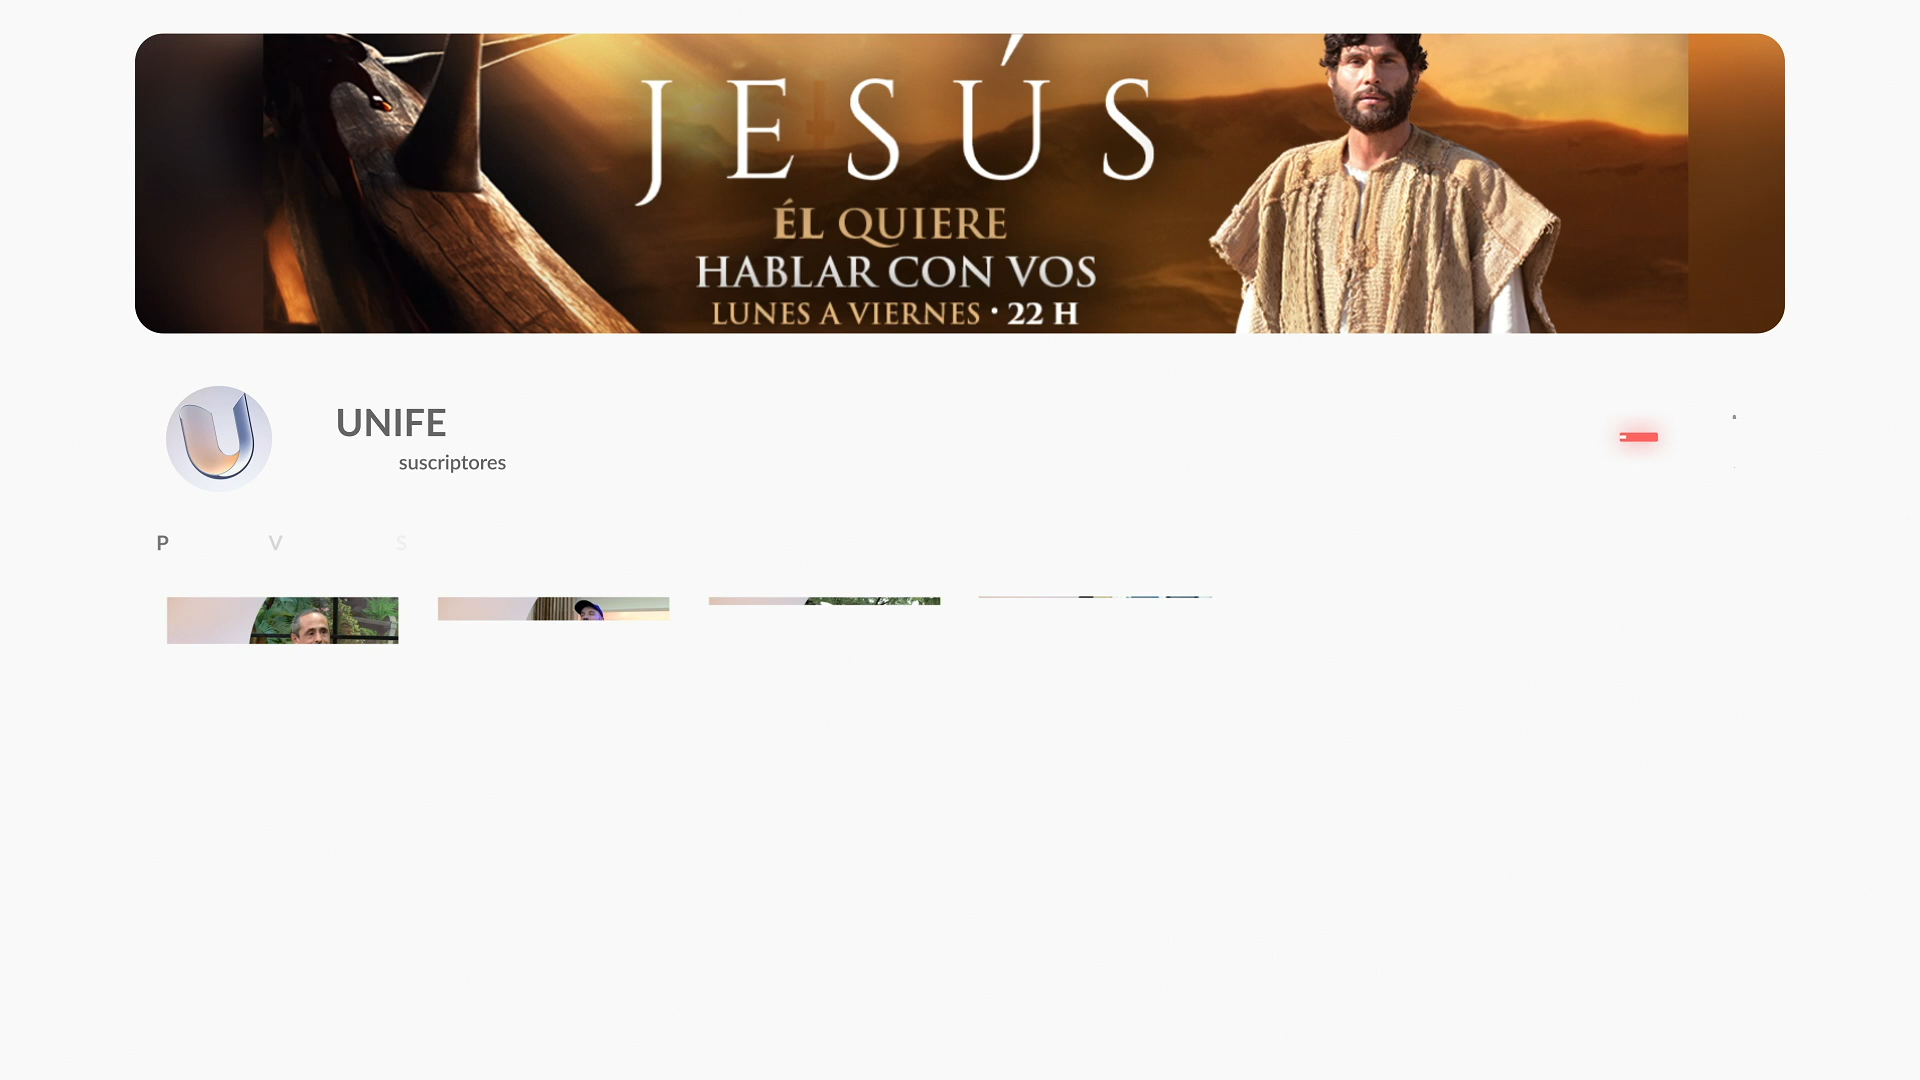 JESÚS
ÉL QUIERE
HABLAR CON VOS
LUNES A VIERNES • 22 H
UNIFE
suscriptores
P V S